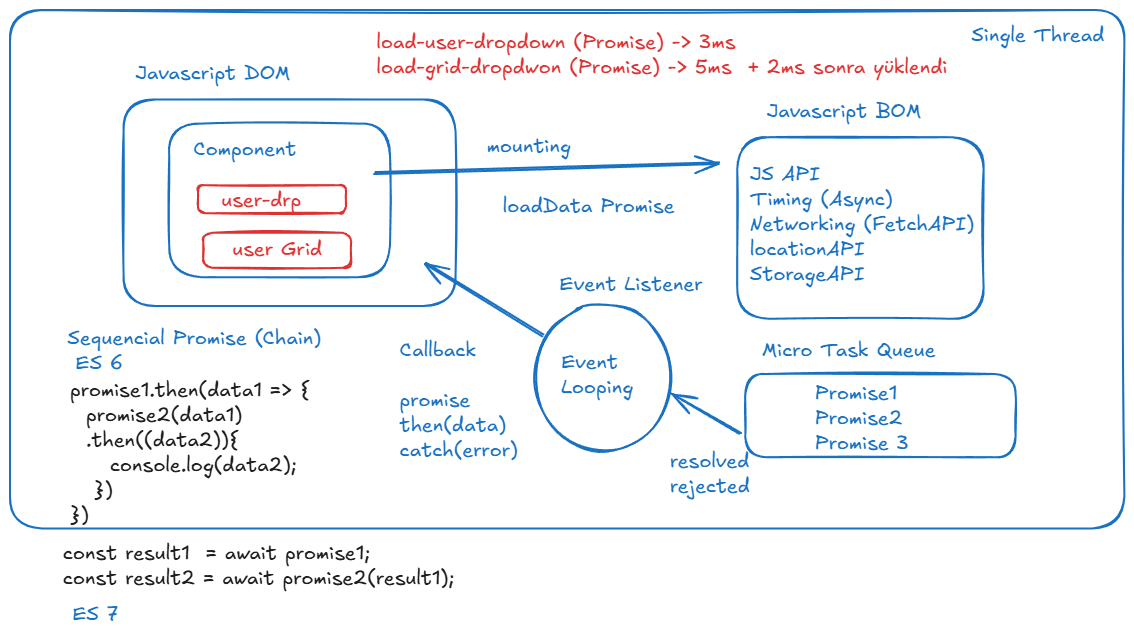 Single Thread
load-user-dropdown (Promise) -> 3ms
load-grid-dropdwon (Promise) -> 5ms + 2ms sonra yüklendi
Javascript DOM
Component
user-drp
user Grid
mounting
loadData Promise
Javascript BOM
JS API
Timing (Async)
Networking (FetchAPI)
locationAPI
StorageAPI
Event Listener
Event
Looping
Micro Task Queue
Promise1
Promise2
Promise 3
resolved
rejected
Callback
promise
then(data)
catch(error)
Sequencial Promise (Chain)
ES 6
promise1.then(data1 => {
promise2(data1)
.then((data2)){
console.log(data2);
})
})
const result1 = await promise1;
const result2 = await promise2(result1);
ES 7